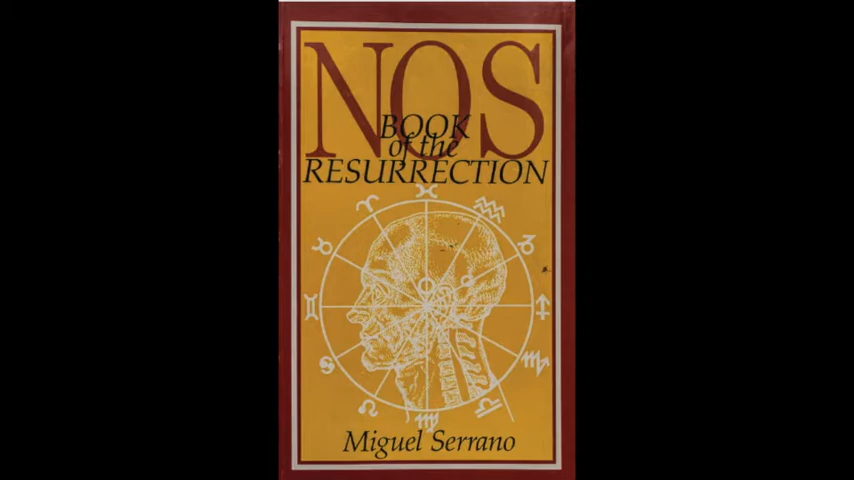 NOS
BOOK
of the
RESURRECTION
Miguel Serrano